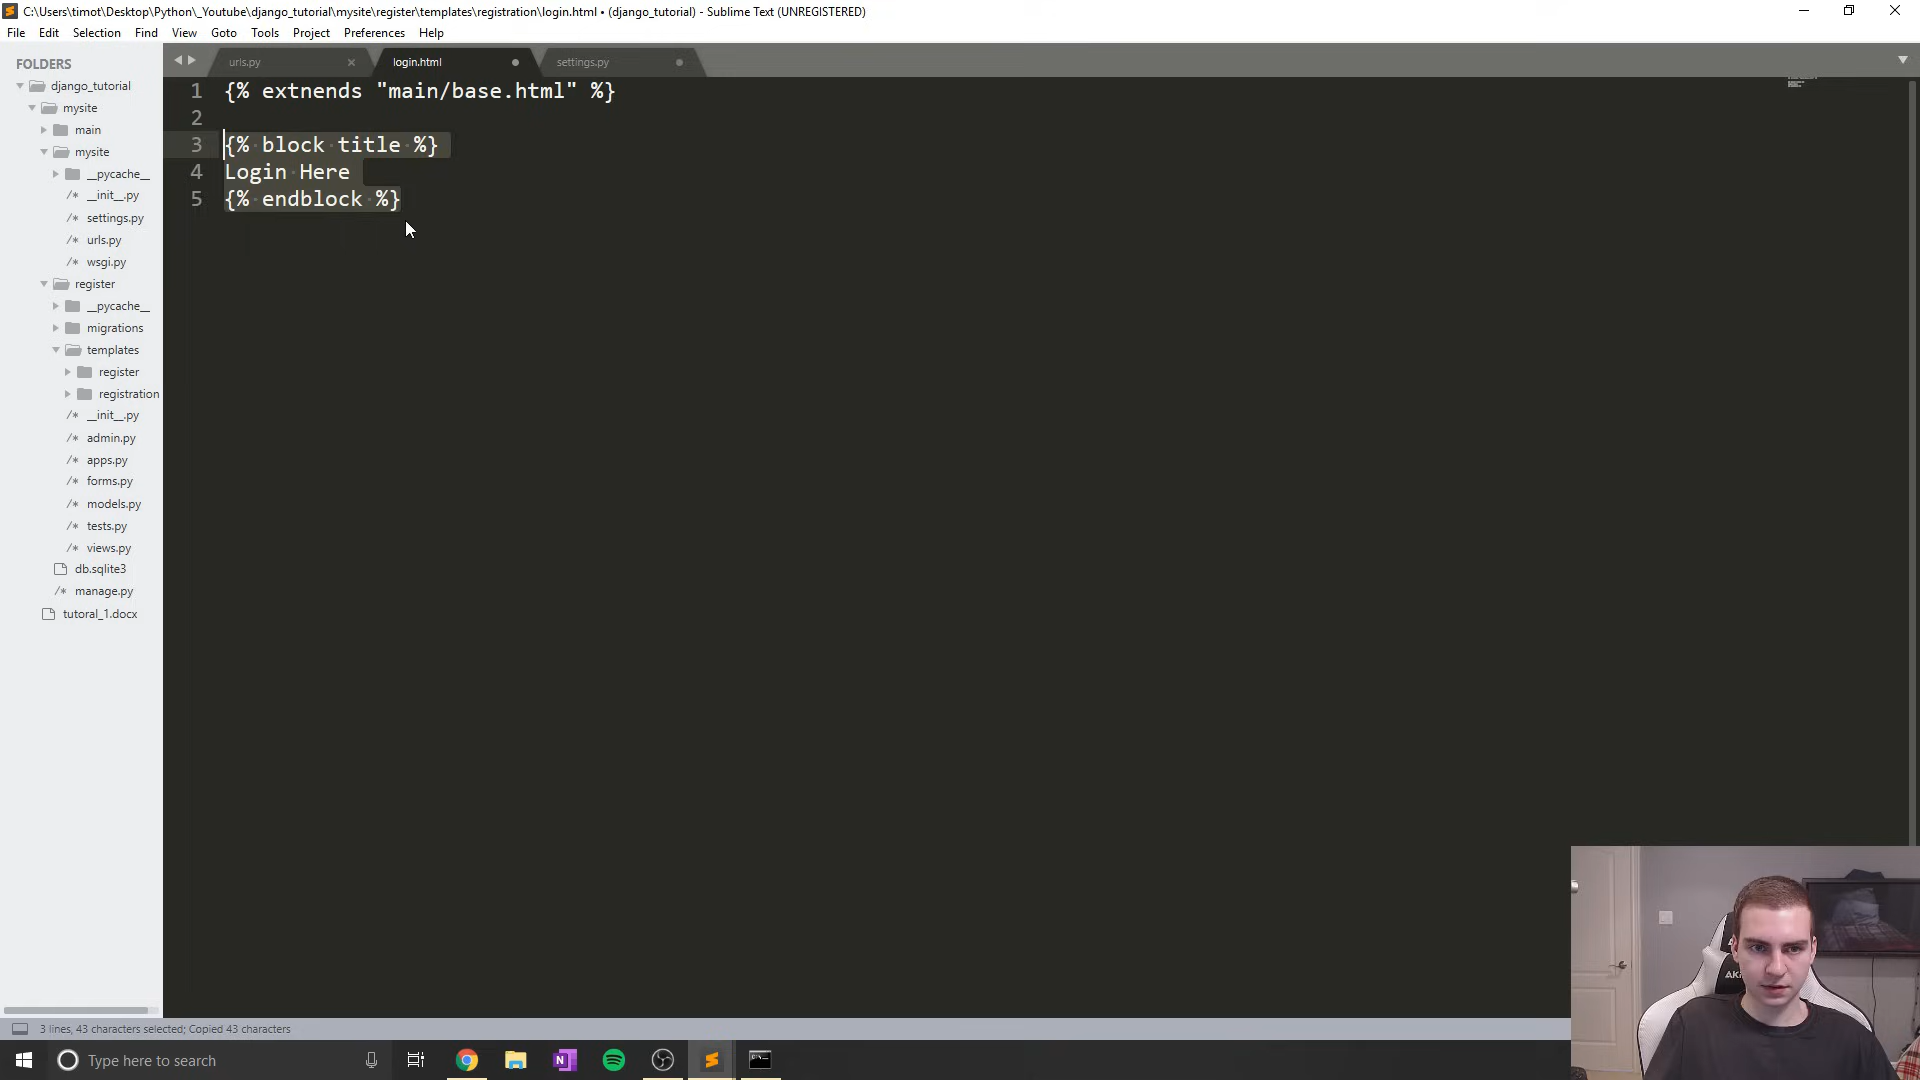 C:\Users\timot\Desktop\Python\_Youtube\django_tutorial\mysite\register\templates\registration\login.html • (django_tutorial) - Sublime Text (UNREGISTERED)
File Edit Selection Find View Goto Tools Project Preferences Help
FOLDERS
django_tutorial
mysite
main
mysite
__pycache__
__init__.py
settings.py
urls.py
wsgi.py
register
__pycache__
migrations
templates
register
registration
__init__.py
admin.py
apps.py
forms.py
models.py
tests.py
views.py
db.sqlite3
manage.py
tutoral_1.docx
urls.py login.html settings.py
1 {% extnends "main/base.html" %}
2
3 {% block title %}
4 Login Here
5 {% endblock %}
3 lines, 43 characters selected; Copied 43 characters
Type here to search